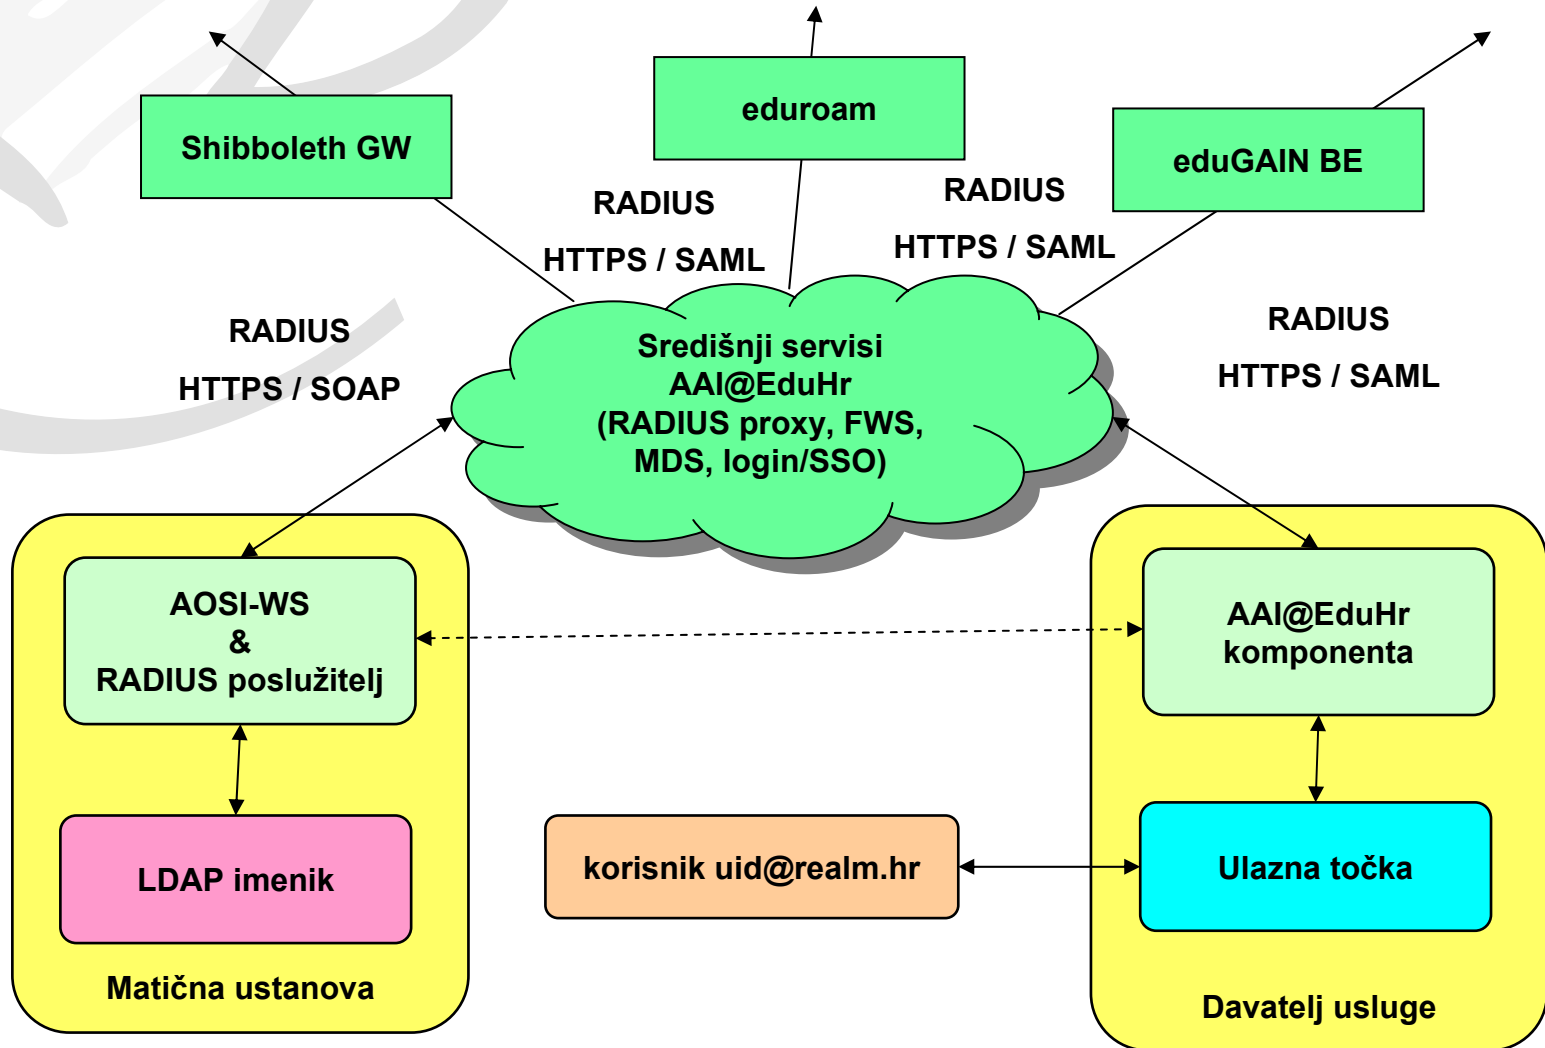 eduroam
Shibboleth GW
eduGAIN BE
RADIUS
HTTPS / SAML
RADIUS
HTTPS / SAML
RADIUS
HTTPS / SOAP
Središnji servisi
AAI@EduHr
(RADIUS proxy, FWS,
MDS, login/SSO)
RADIUS
HTTPS / SAML
AOSI-WS
&
RADIUS poslužitelj
AAI@EduHr
komponenta
LDAP imenik
korisnik uid@realm.hr
Ulazna točka
Matična ustanova
Davatelj usluge